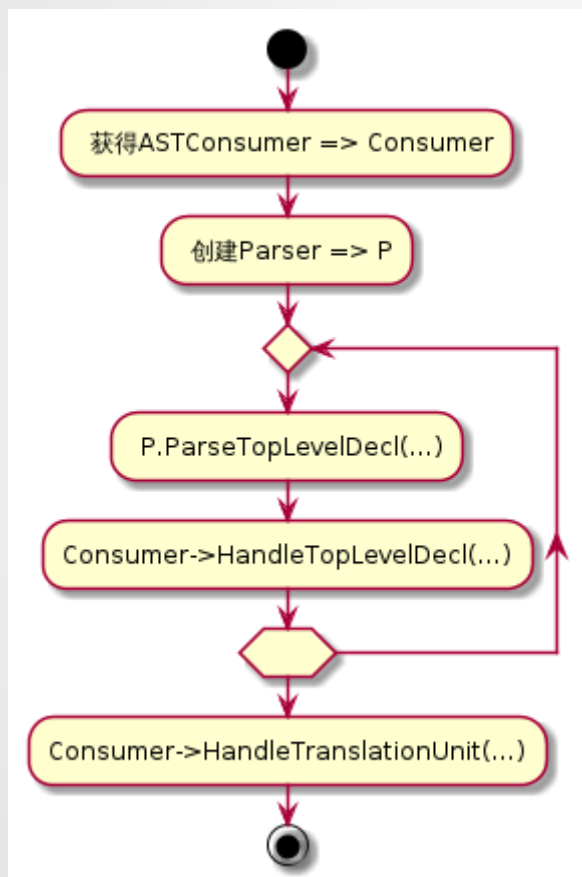 获得ASTConsumer => Consumer
创建Parser => P
P.ParseTopLevelDecl(...)
Consumer->HandleTopLevelDecl(...)
Consumer->HandleTranslationUnit(...)